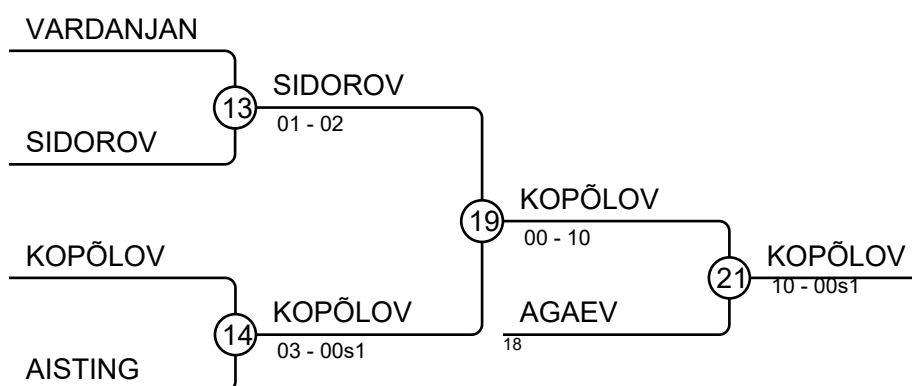 VARDANJAN
13
SIDOROV
01 - 02
SIDOROV
19
KOPÕLOV
00 - 10
KOPÕLOV
14
KOPÕLOV
03 - 00s1
AISTING
21
KOPÕLOV
10 - 00s1
AGAEV
18